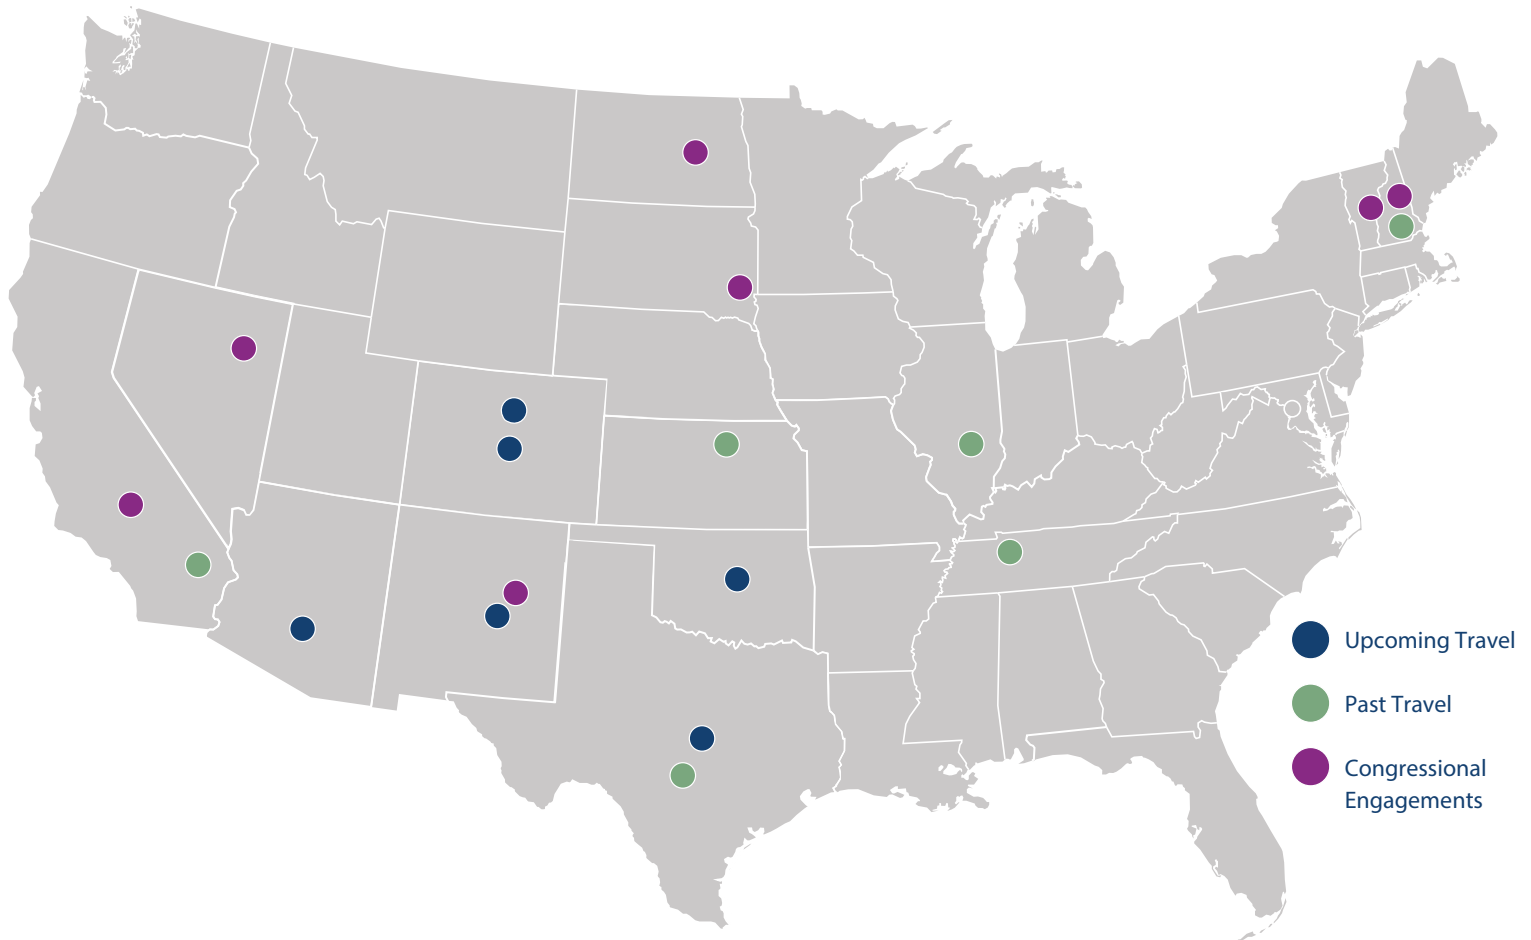 Upcoming Travel
Past Travel
Congressional
Engagements